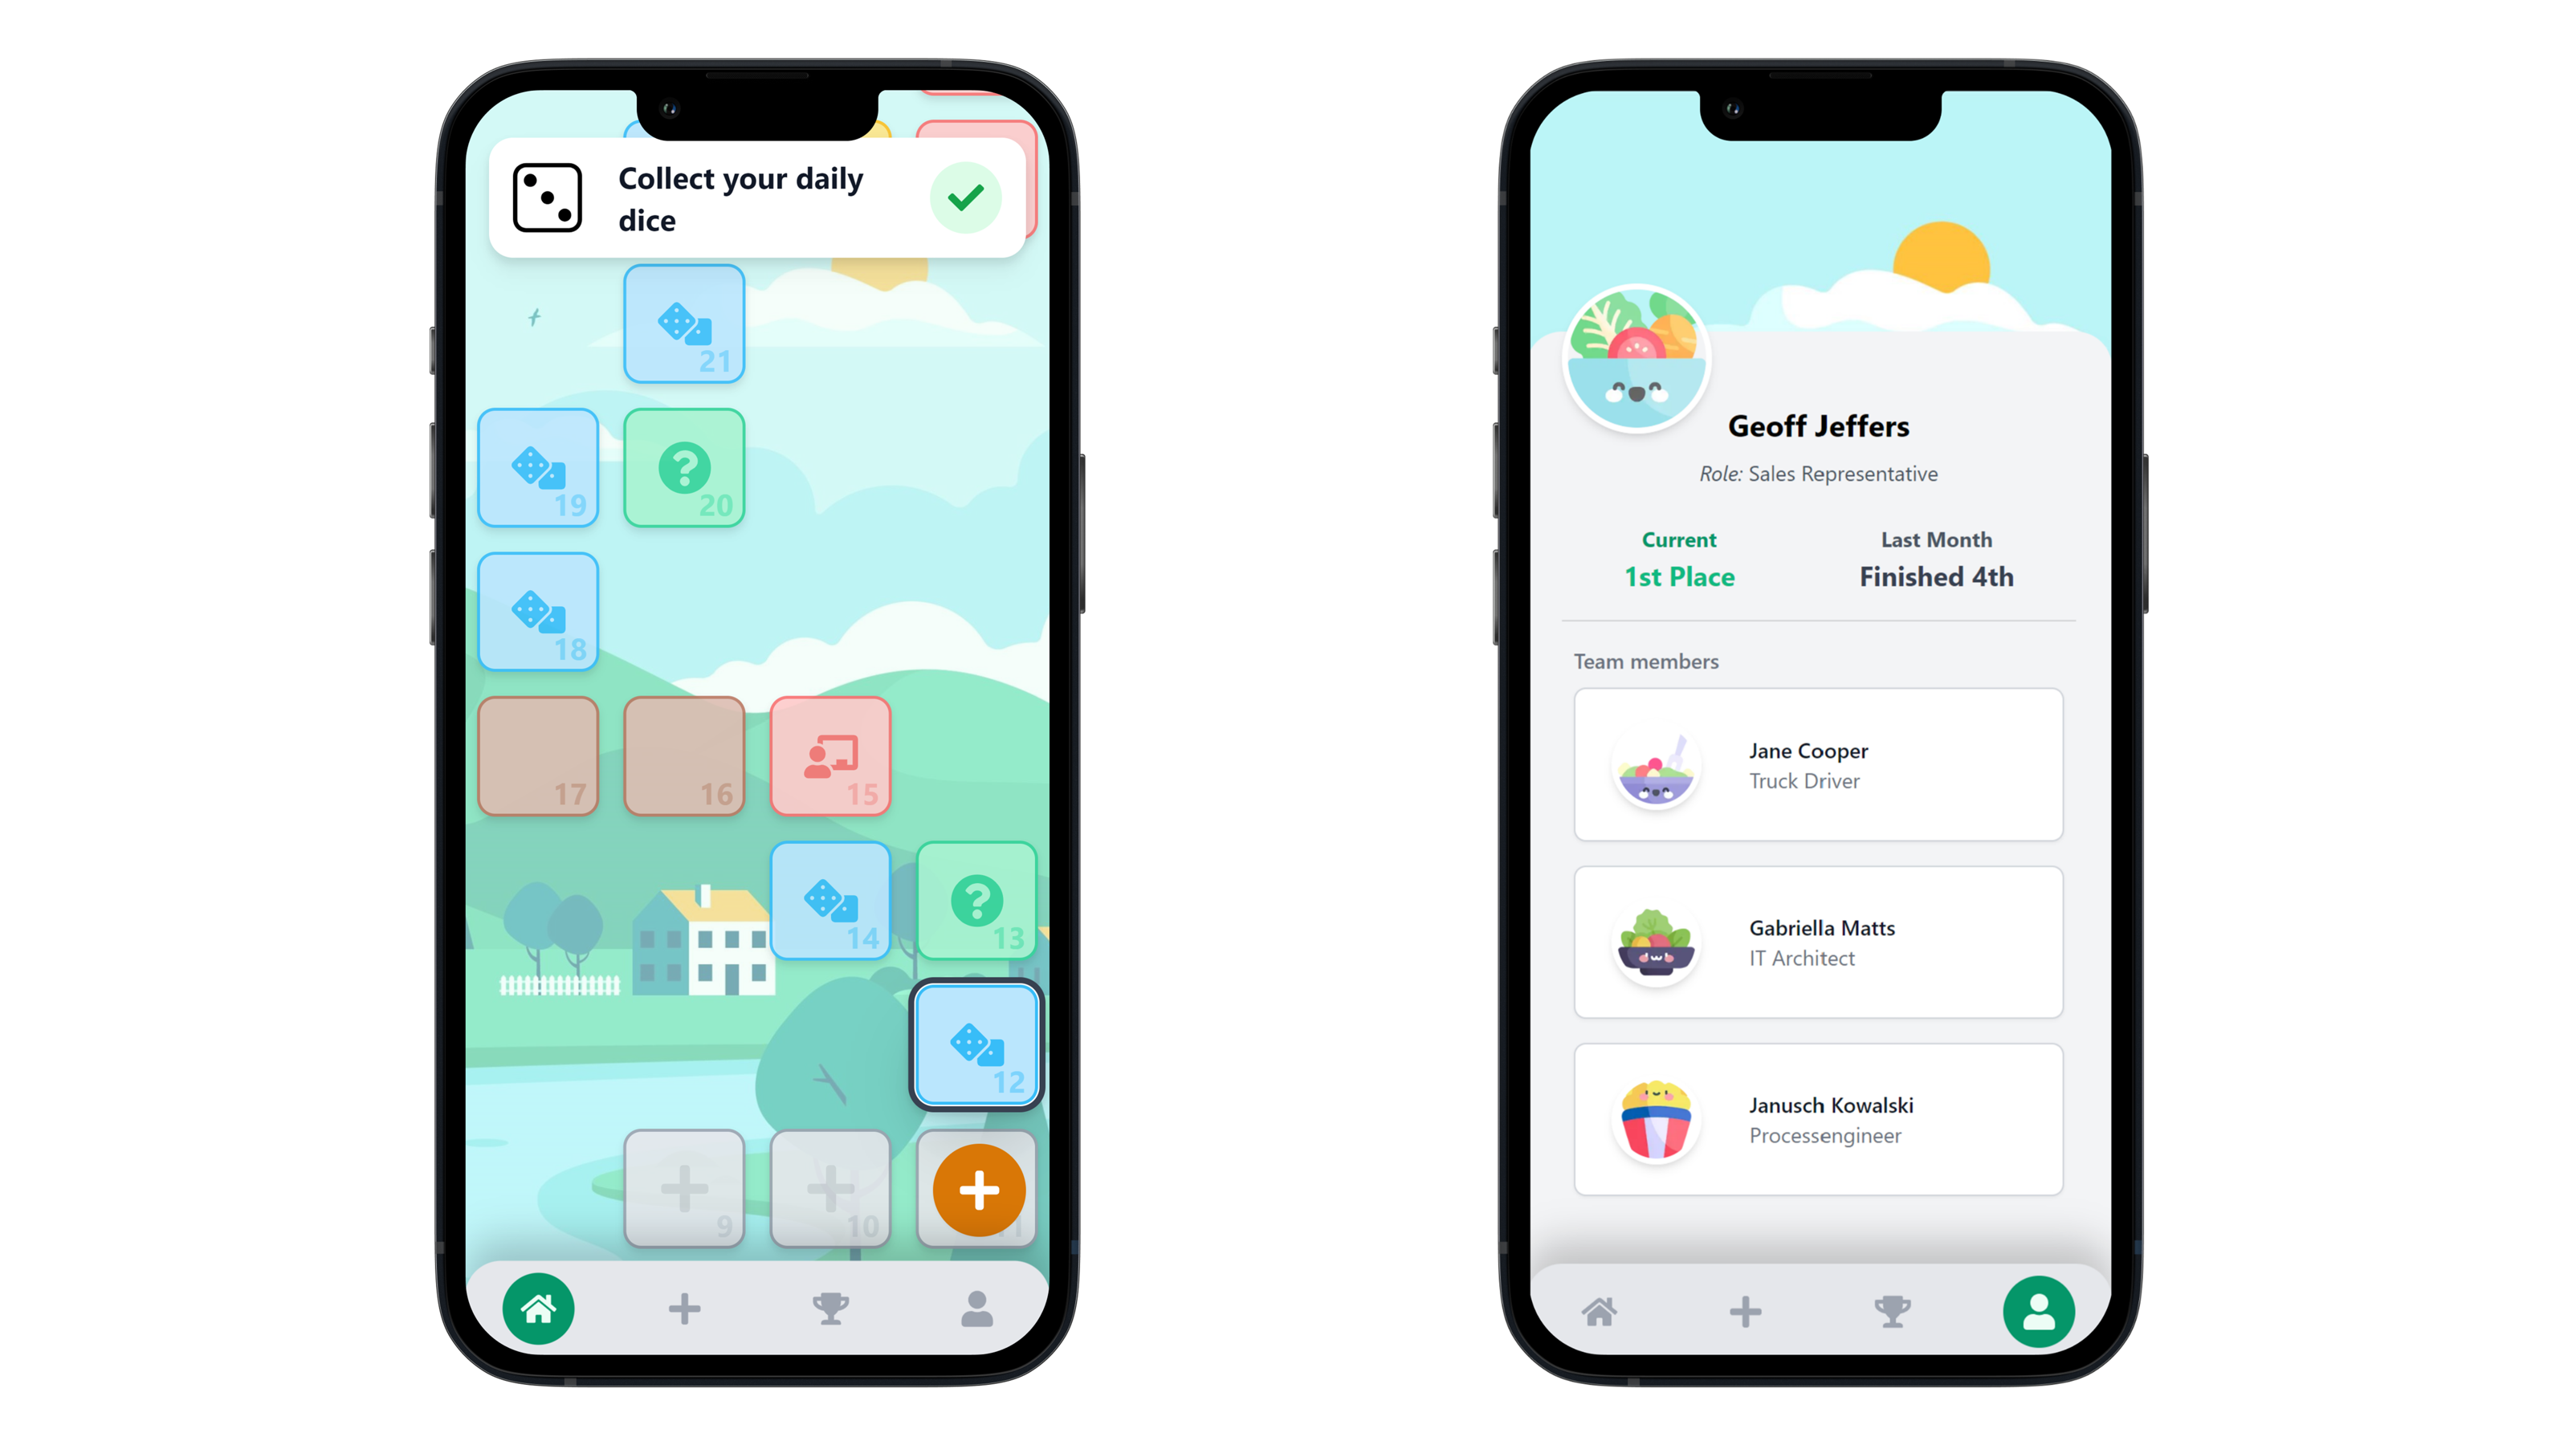 Collect your daily
dice
21
19
20
18
17
16
15
14
13
12
9
10
11
Geoff Jeffers
Role: Sales Representative
Current
Last Month
1st Place
Finished 4th
Team members
Jane Cooper
Truck Driver
Gabriella Matts
IT Architect
Janusch Kowalski
Processengineer